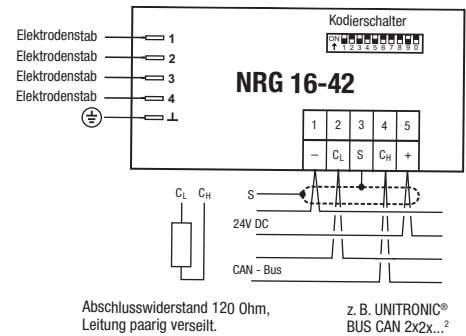 Kodierschalter
ON
1 2 3 4 5 6 7 8 9 0
Elektrodenstab 1
Elektrodenstab 2
Elektrodenstab 3
Elektrodenstab 4
NRG 16-42
1 2 3 4 5
– CL S CH +
CL CH
S
24V DC
CAN - Bus
Abschlusswiderstand 120 Ohm,
Leitung paarig verseilt.
z. B. UNITRONIC®
BUS CAN 2x2x...²